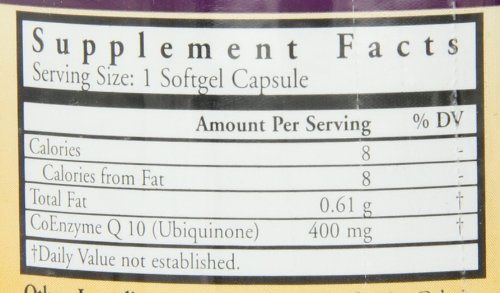 Supplement Facts
Serving Size: 1 Softgel Capsule
Amount Per Serving % DV
Calories 8 -
Calories from Fat 8 -
Total Fat 0.61 g †
CoEnzyme Q 10 (Ubiquinone) 400 mg †
†Daily Value not established.